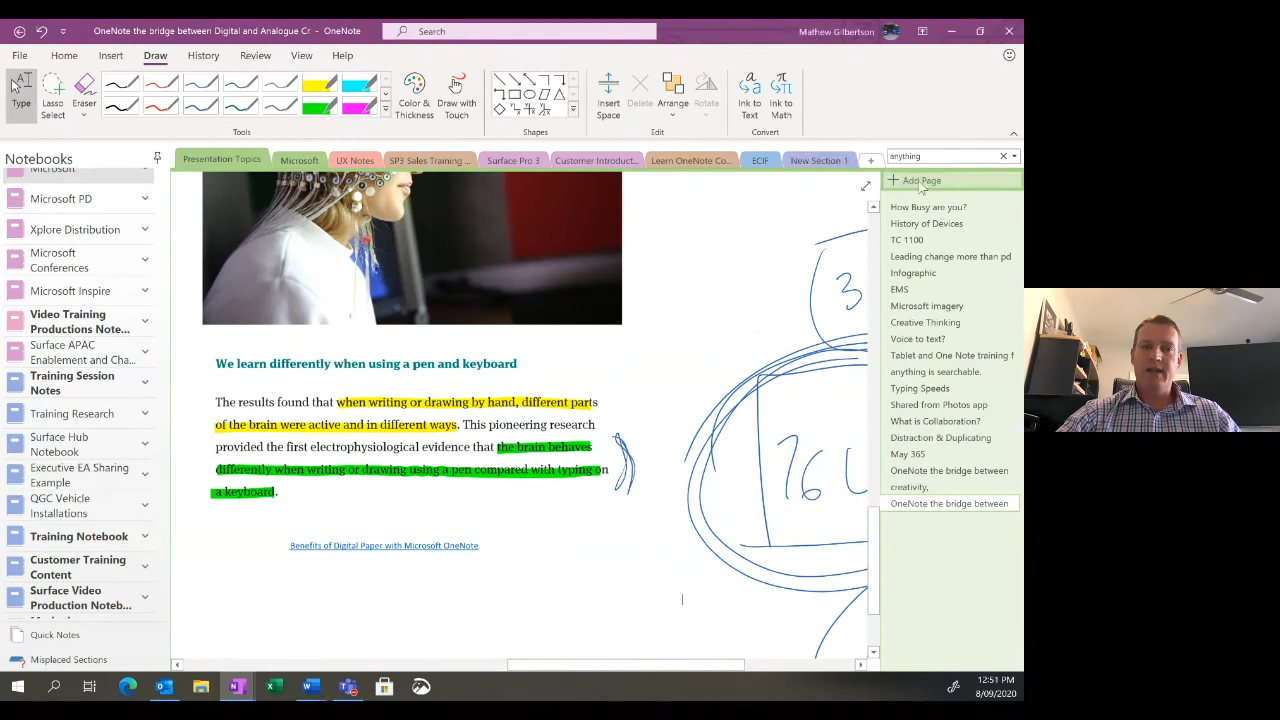 OneNote the bridge between Digital and Analogue Cr - OneNote
Search
Mathew Gilbertson
File
Home
Insert
Draw
History
Review
View
Help
Type
Lasso
Select
Eraser
Color &
Thickness
Draw with
Touch
Insert
Space
Delete
Arrange
Rotate
Ink to
Text
Ink to
Math
Tools
Shapes
Edit
Convert
Notebooks
Presentation Topics
Microsoft
UX Notes
SP3 Sales Training ...
Surface Pro 3
Customer Introduct...
Learn OneNote Co...
ECIF
New Section 1
anything
Microsoft
Microsoft PD
Xplore Distribution
Microsoft
Conferences
Microsoft Inspire
Video Training
Productions Note...
Surface APAC
Enablement and Cha...
Training Session
Notes
Training Research
Surface Hub
Notebook
Executive EA Sharing
Example
QGC Vehicle
Installations
Training Notebook
Customer Training
Content
Surface Video
Production Noteb...
Quick Notes
Misplaced Sections
We learn differently when using a pen and keyboard
The results found that when writing or drawing by hand, different parts
of the brain were active and in different ways. This pioneering research
provided the first electrophysiological evidence that the brain behaves
differently when writing or drawing using a pen compared with typing on
a keyboard.
Benefits of Digital Paper with Microsoft OneNote
3
Add Page
How Busy are you?
History of Devices
TC 1100
Leading change more than pd
Infographic
EMS
Microsoft imagery
Creative Thinking
Voice to text?
Tablet and One Note training f
anything is searchable.
Typing Speeds
Shared from Photos app
What is Collaboration?
Distraction & Duplicating
May 365
OneNote the bridge between
creativity,
OneNote the bridge between
12:51 PM
8/09/2020